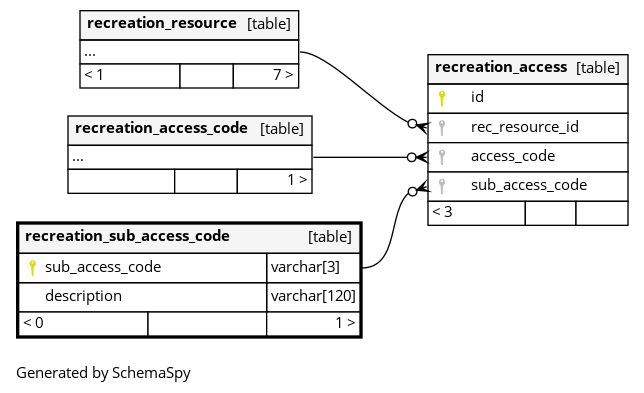 recreation_resource [table]
...
< 1 7 >
recreation_access_code [table]
...
1 >
recreation_sub_access_code [table]
sub_access_code varchar[3]
description varchar[120]
< 0 1 >
recreation_access [table]
id
rec_resource_id
access_code
sub_access_code
< 3
Generated by SchemaSpy